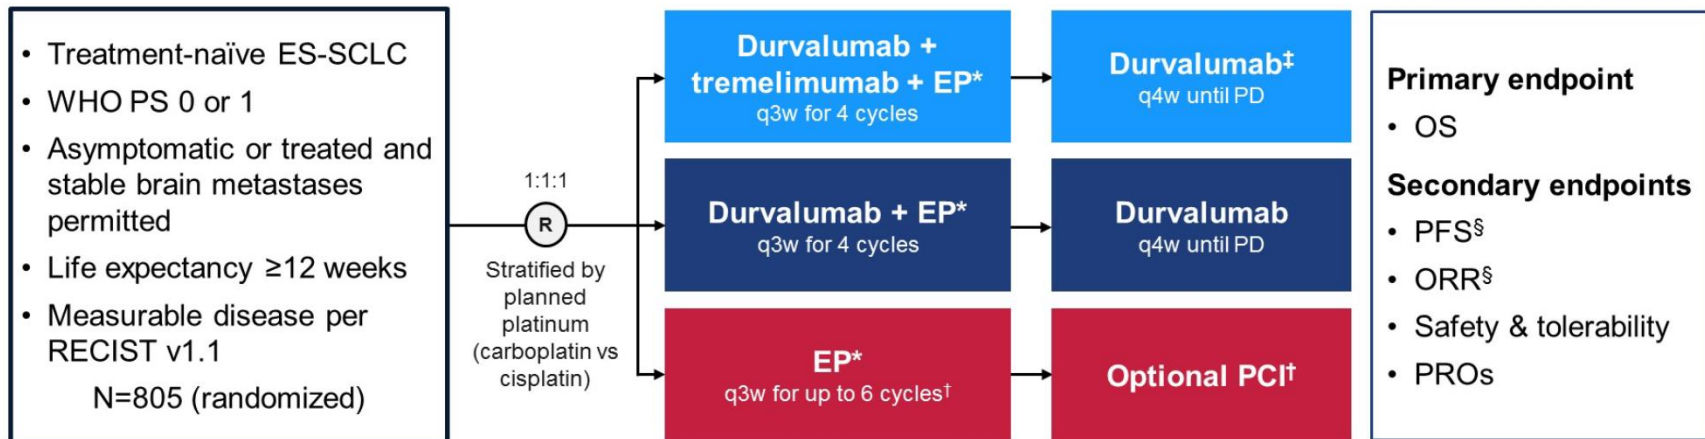 • Treatment-naïve ES-SCLC
• WHO PS 0 or 1
• Asymptomatic or treated and
stable brain metastases
permitted
• Life expectancy ≥12 weeks
• Measurable disease per
RECIST v1.1
N=805 (randomized)
1:1:1
R
Stratified by
planned
platinum
(carboplatin vs
cisplatin)
Durvalumab +
tremelimumab + EP*
q3w for 4 cycles
Durvalumab‡
q4w until PD
Durvalumab + EP*
q3w for 4 cycles
Durvalumab
q4w until PD
EP*
q3w for up to 6 cycles†
Optional PCI†
Primary endpoint
• OS
Secondary endpoints
• PFS§
• ORR§
• Safety & tolerability
• PROs